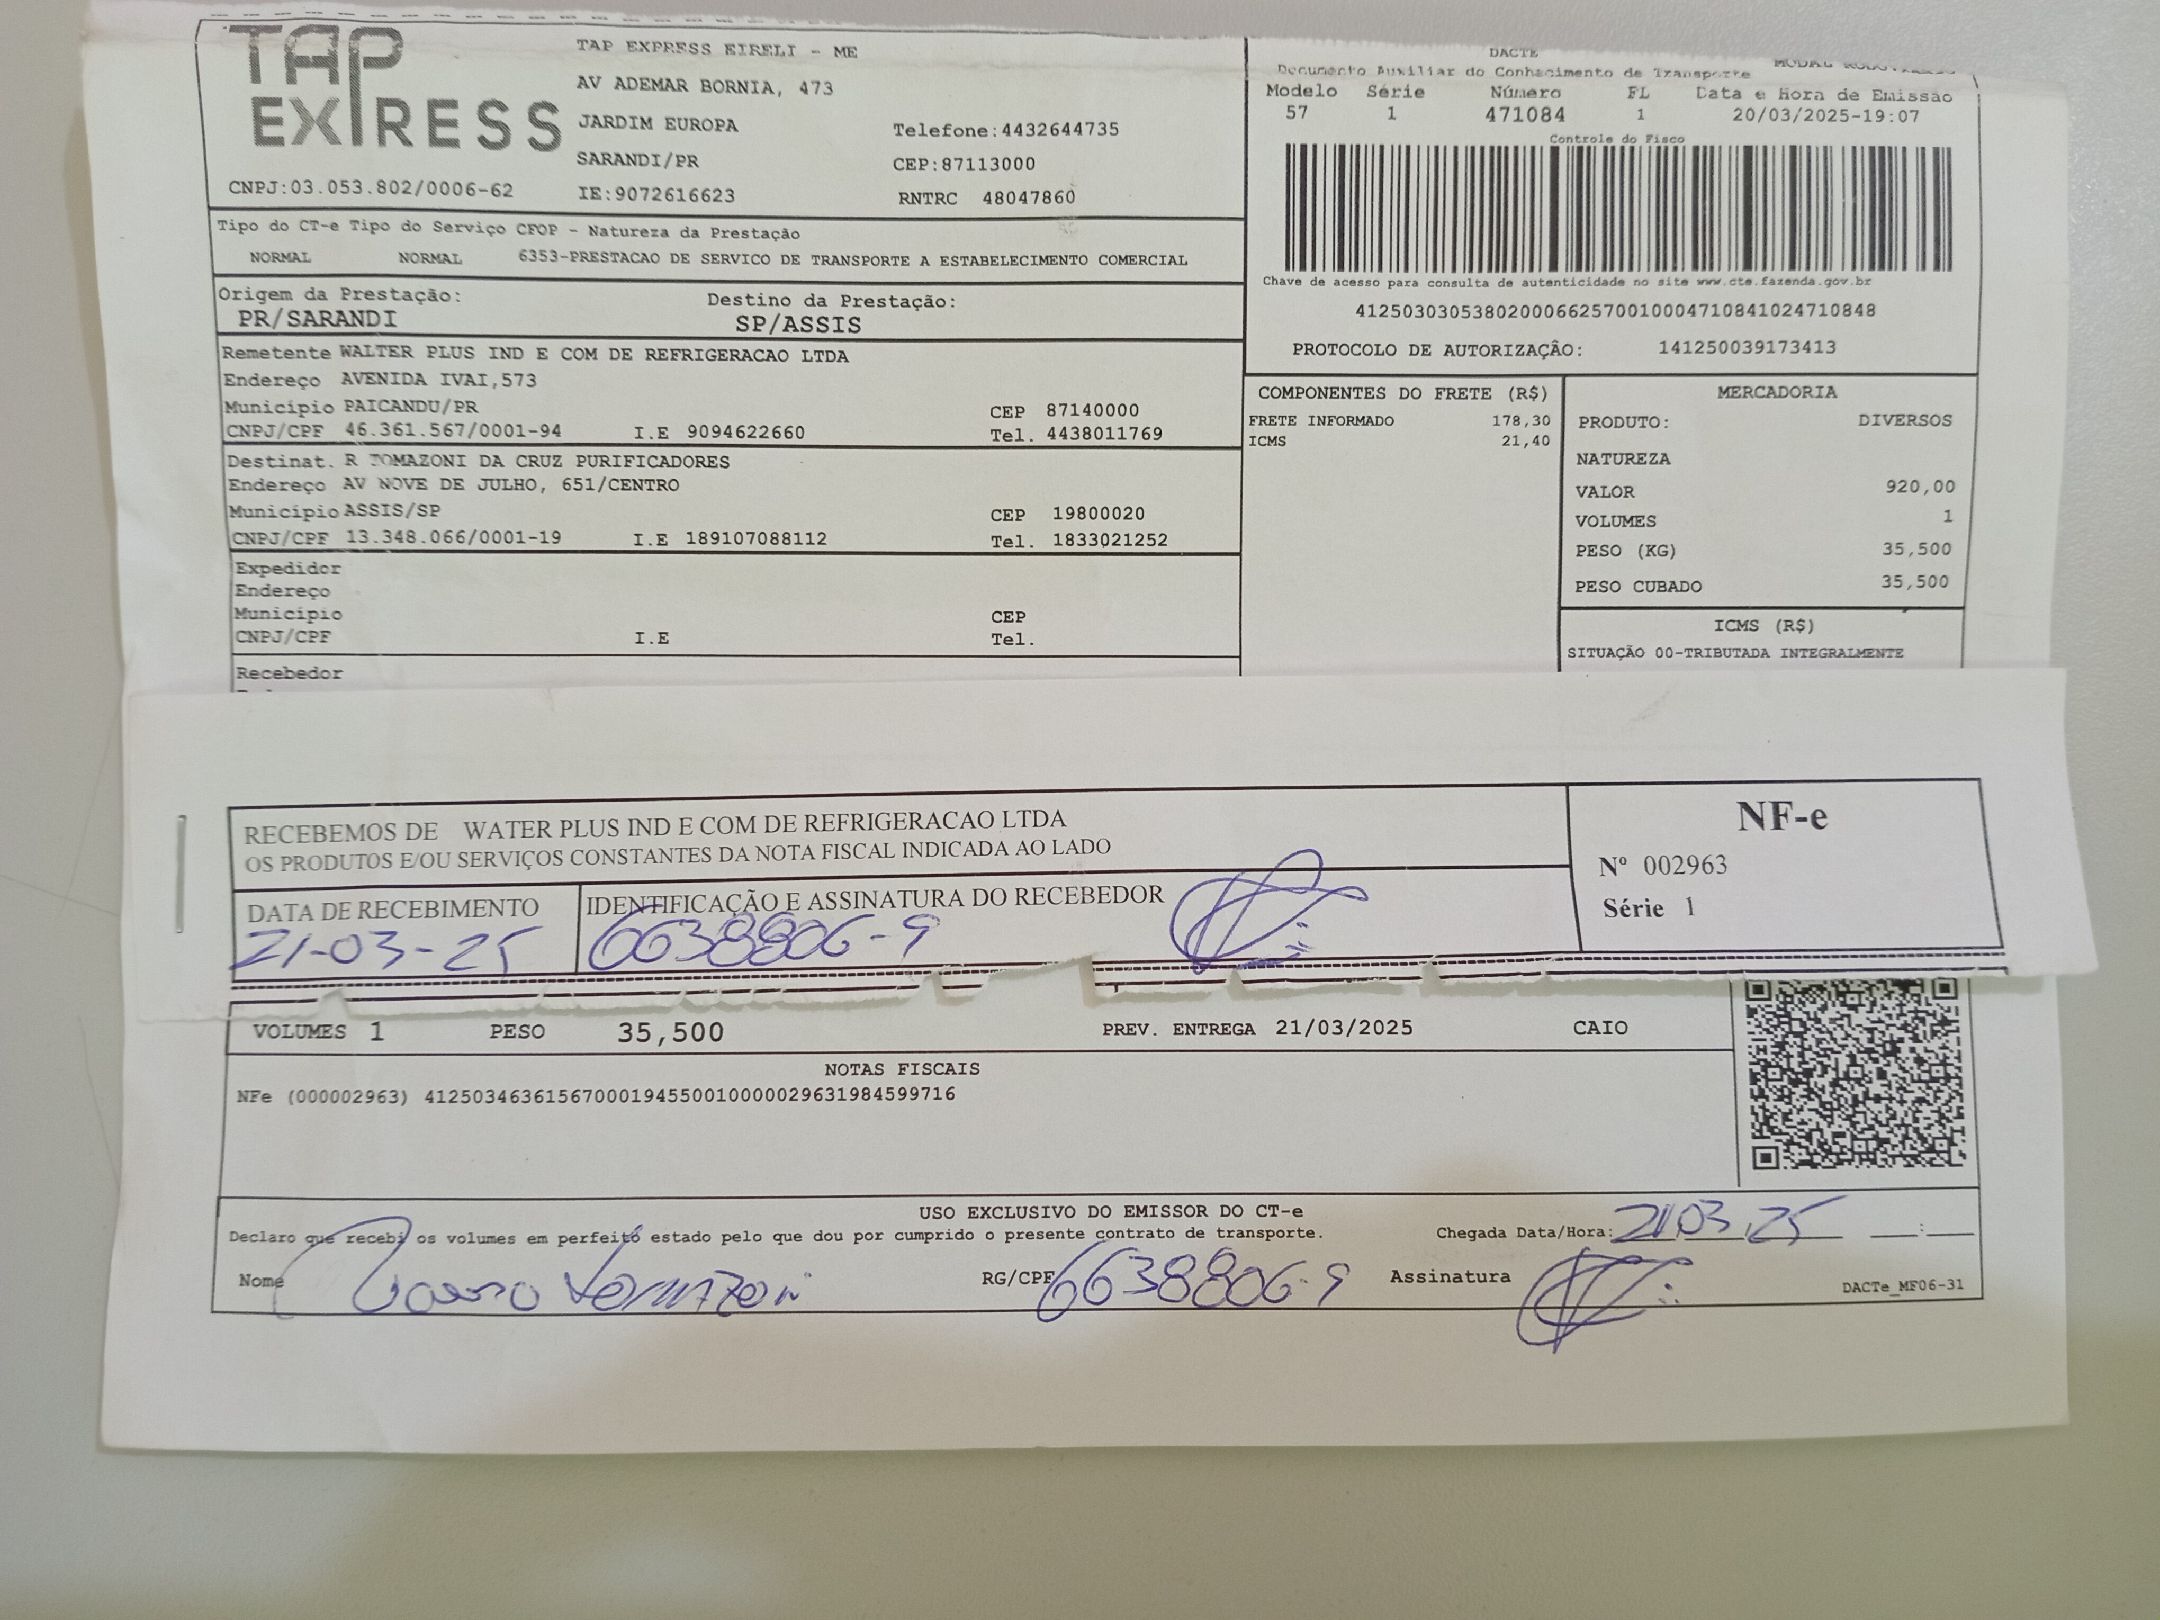 TAP EXPRESS
TAP EXPRESS EIRELI - ME
AV ADEMAR BORNIA, 473
JARDIM EUROPA Telefone:4432644735
SARANDI/PR CEP:87113000
CNPJ:03.053.802/0006-62 IE:9072616623 RNTRC 48047860
DACTE
Documento Auxiliar do Conhecimento de Transporte MODAL
Modelo Série Número FL Data e Hora de Emissão
57 1 471084 1 20/03/2025-19:07
Controle do Fisco
Chave de acesso para consulta de autenticidade no site www.cte.fazenda.gov.br
41250303053802000662570010004710841024710848
PROTOCOLO DE AUTORIZAÇÃO: 141250039173413
Tipo do CT-e Tipo do Serviço CFOP - Natureza da Prestação
NORMAL NORMAL 6353-PRESTACAO DE SERVICO DE TRANSPORTE A ESTABELECIMENTO COMERCIAL
Origem da Prestação: Destino da Prestação:
PR/SARANDI SP/ASSIS
Remetente WALTER PLUS IND E COM DE REFRIGERACAO LTDA
Endereço AVENIDA IVAI,573
Município PAICANDU/PR CEP 87140000
CNPJ/CPF 46.361.567/0001-94 I.E 9094622660 Tel. 4438011769
Destinat. R TOMAZONI DA CRUZ PURIFICADORES
Endereço AV NOVE DE JULHO, 651/CENTRO
Município ASSIS/SP CEP 19800020
CNPJ/CPF 13.348.066/0001-19 I.E 189107088112 Tel. 1833021252
Expedidor
Endereço
Município CEP
CNPJ/CPF I.E Tel.
Recebedor
COMPONENTES DO FRETE (R$)
FRETE INFORMADO 178,30
ICMS 21,40
MERCADORIA
PRODUTO: DIVERSOS
NATUREZA
VALOR 920,00
VOLUMES 1
PESO (KG) 35,500
PESO CUBADO 35,500
ICMS (R$)
SITUAÇÃO 00-TRIBUTADA INTEGRALMENTE
RECEBEMOS DE WATER PLUS IND E COM DE REFRIGERACAO LTDA
OS PRODUTOS E/OU SERVIÇOS CONSTANTES DA NOTA FISCAL INDICADA AO LADO
DATA DE RECEBIMENTO IDENTIFICAÇÃO E ASSINATURA DO RECEBEDOR
21-03-25 6638806-9
NF-e
Nº 002963
Série 1
VOLUMES 1 PESO 35,500 PREV. ENTREGA 21/03/2025 CAIO
NOTAS FISCAIS
NFe (000002963) 41250346361567000194550010000029631984599716
USO EXCLUSIVO DO EMISSOR DO CT-e
Declaro que recebi os volumes em perfeito estado pelo que dou por cumprido o presente contrato de transporte. Chegada Data/Hora: 21 03 25 :
Nome RG/CPF 6638806-9 Assinatura DACTe_MF06-31